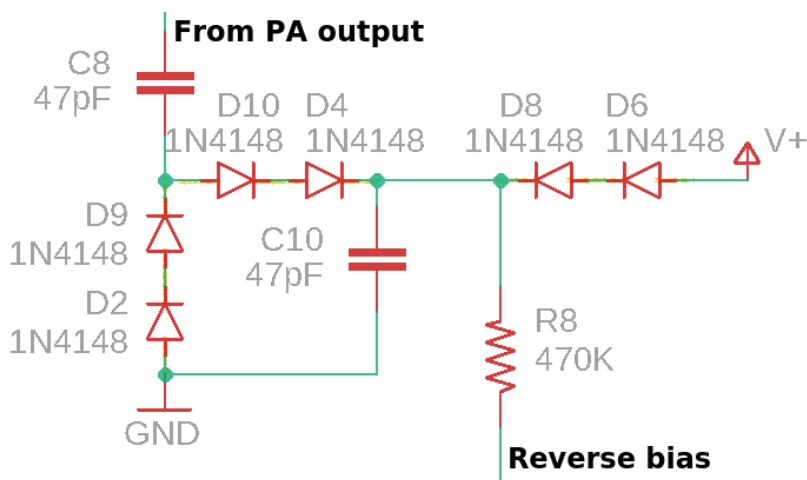 From PA output
C8
47pF
D10
D4
D8
D6
1N4148
1N4148
1N4148
1N4148
V+
D9
1N4148
C10
47pF
D2
1N4148
R8
470K
GND
Reverse bias